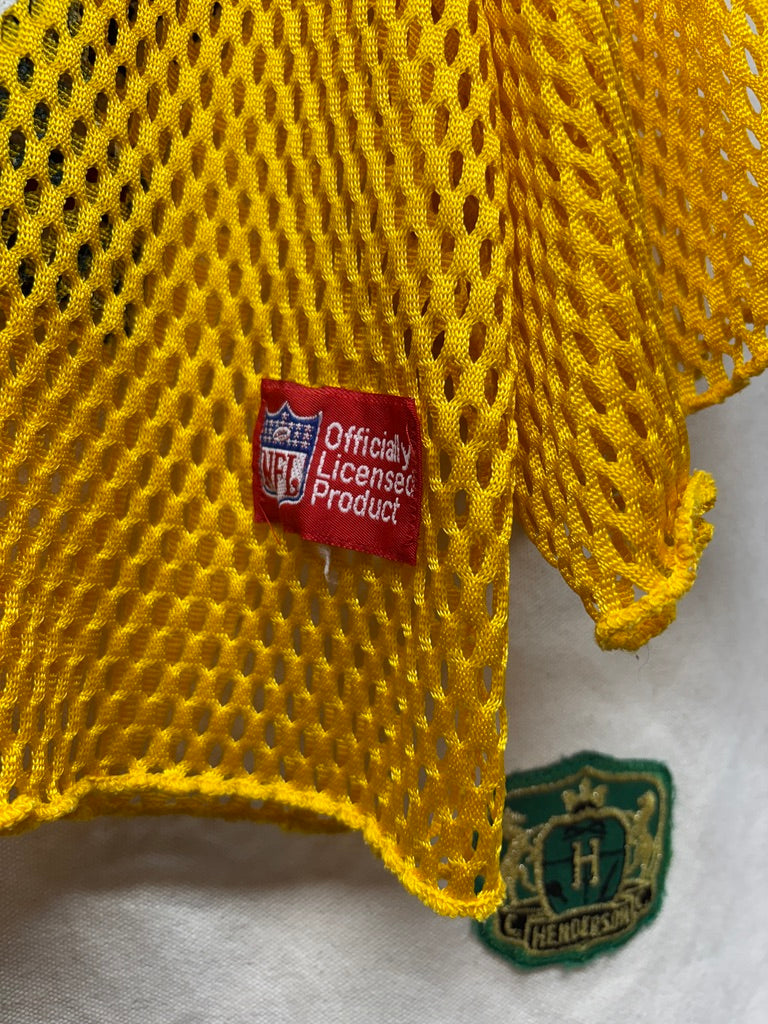 NFL
Officially
Licensed
Product
H
C. HENDERSON C.